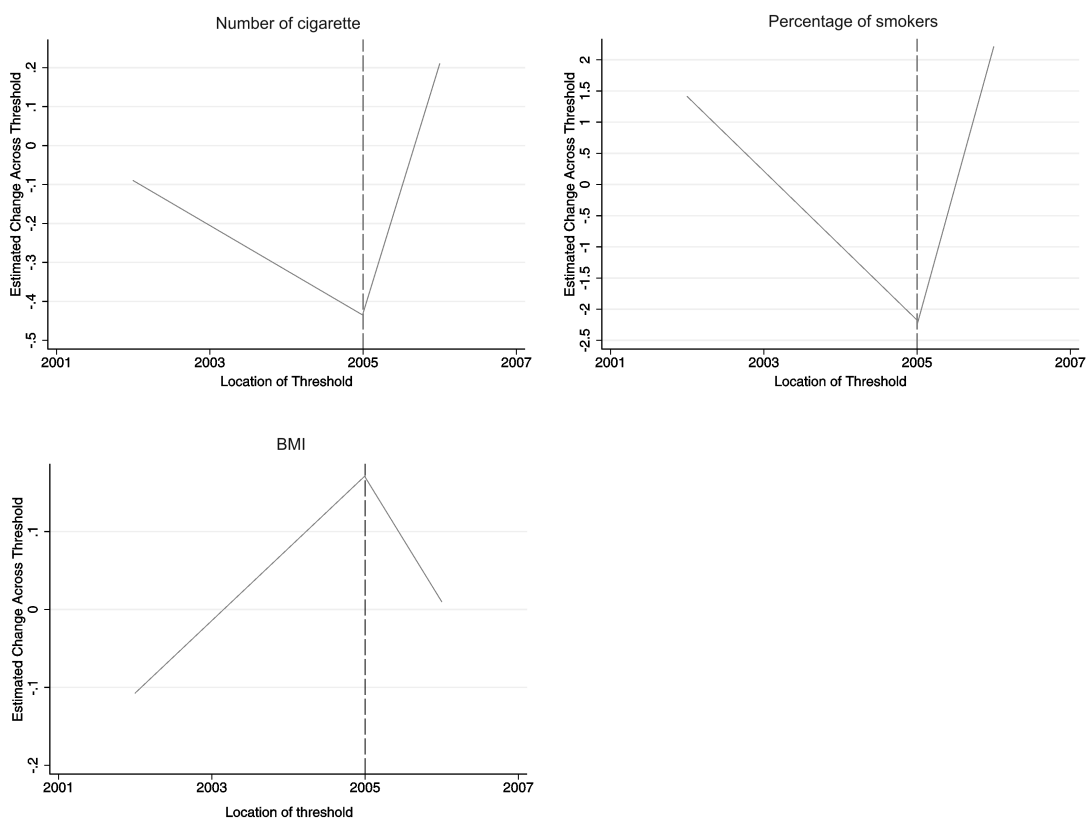 Number of cigarette
Estimated Change Across Threshold
.2
.1
0
-.1
-.2
-.3
-.4
-.5
2001 2003 2005 2007
Location of Threshold
Percentage of smokers
Estimated Change Across Threshold
2
1.5
1
.5
0
-.5
-1
-1.5
-2
-2.5
2001 2003 2005 2007
Location of Threshold
BMI
Estimated Change Across Threshold
.1
0
-.1
-.2
2001 2003 2005 2007
Location of threshold